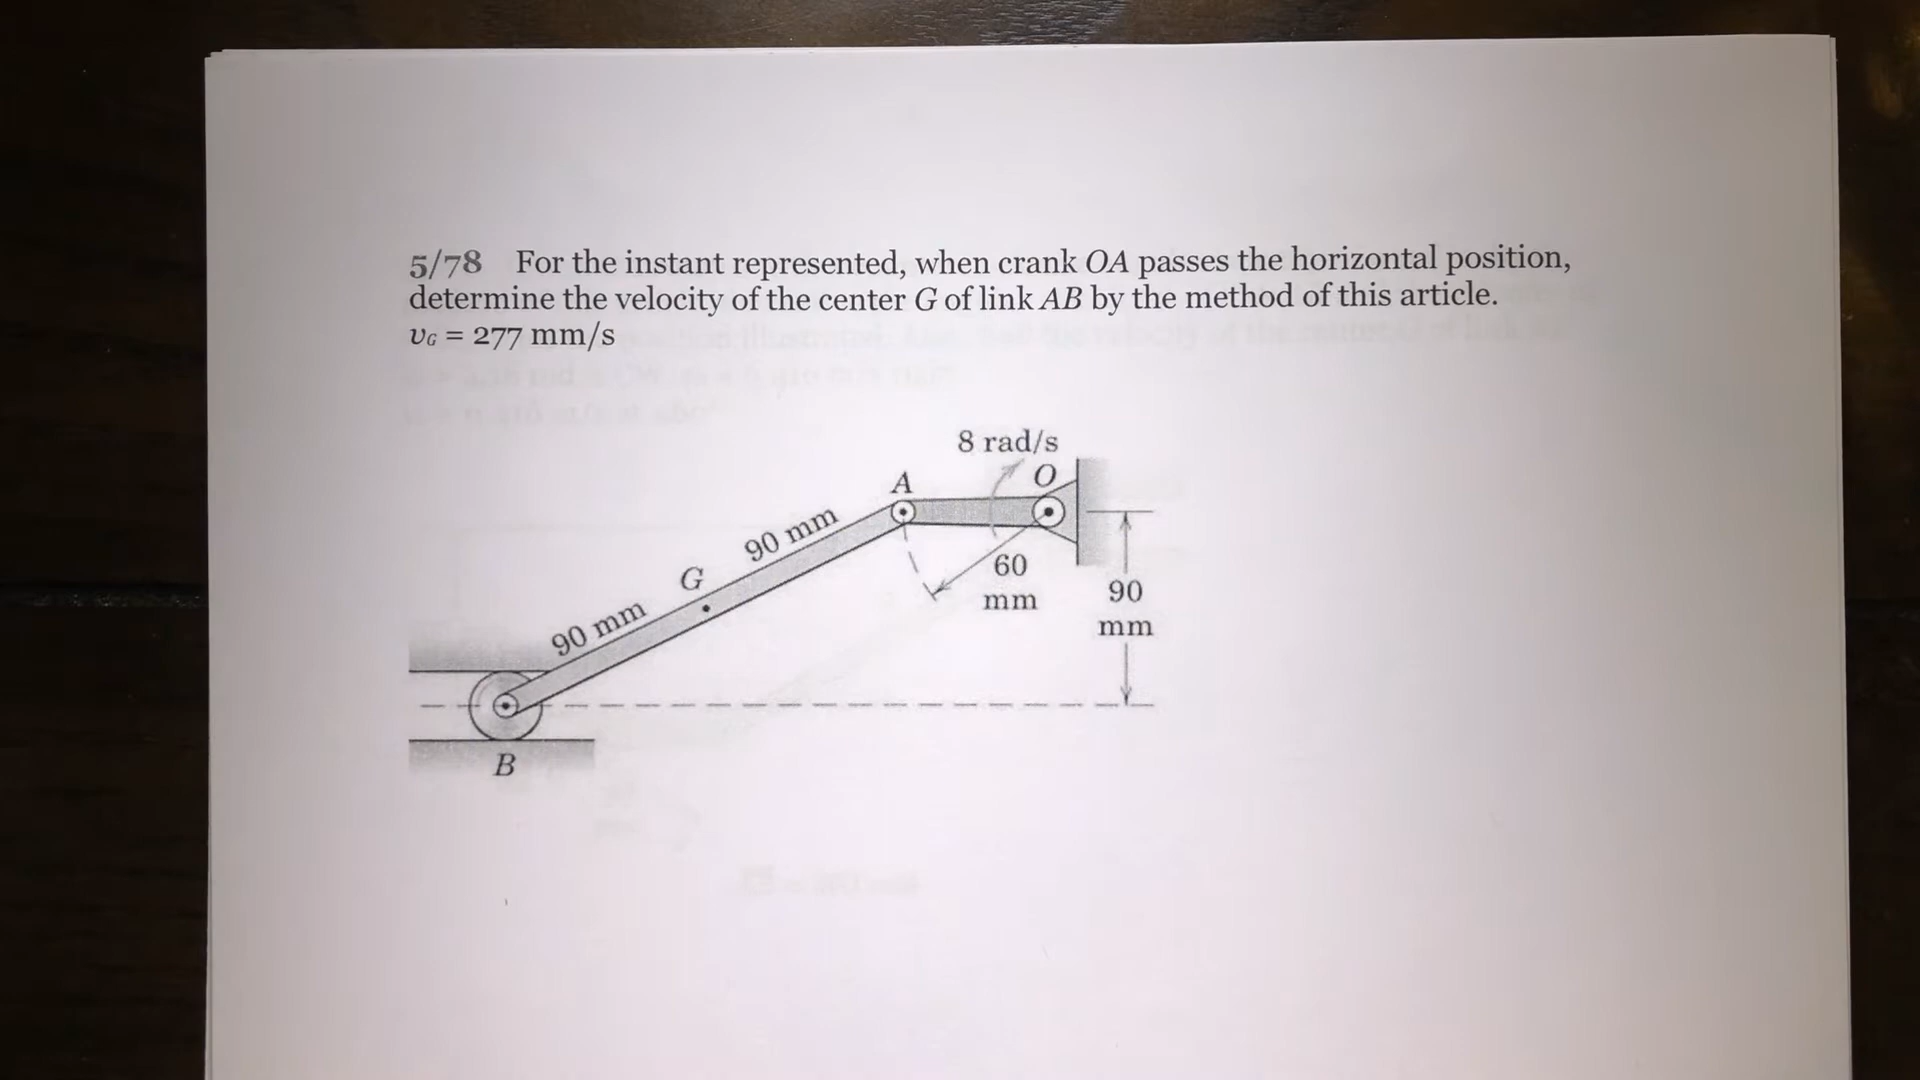 5/78 For the instant represented, when crank OA passes the horizontal position,
determine the velocity of the center G of link AB by the method of this article.
υG = 277 mm/s
8 rad/s
A
O
90 mm
G
60
mm
90
mm
90 mm
B